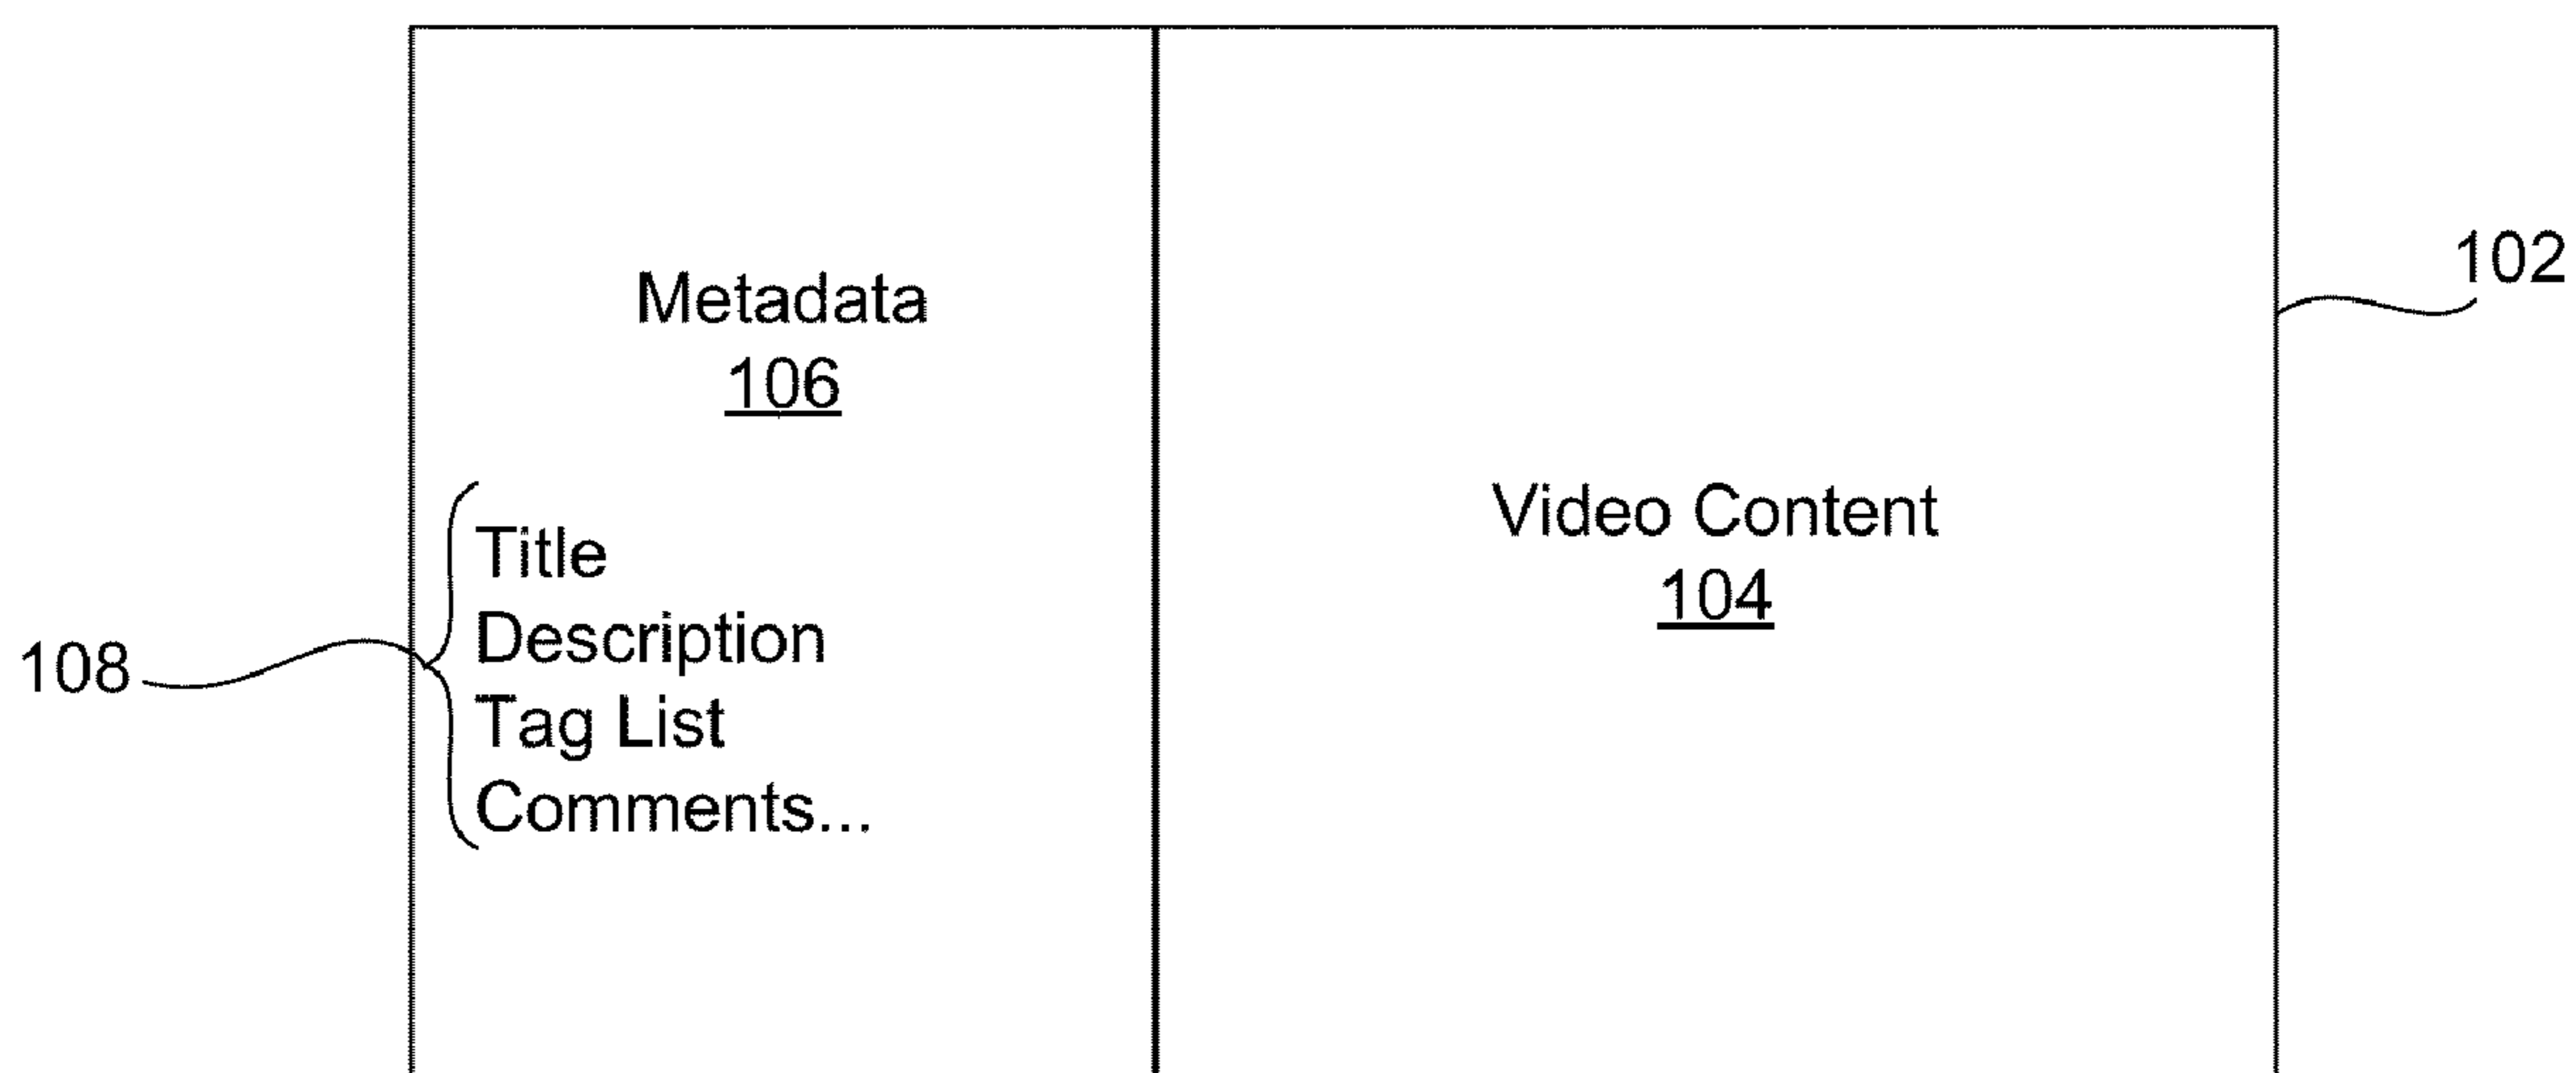 102
Metadata
106
Video Content
104
108
Title
Description
Tag List
Comments...